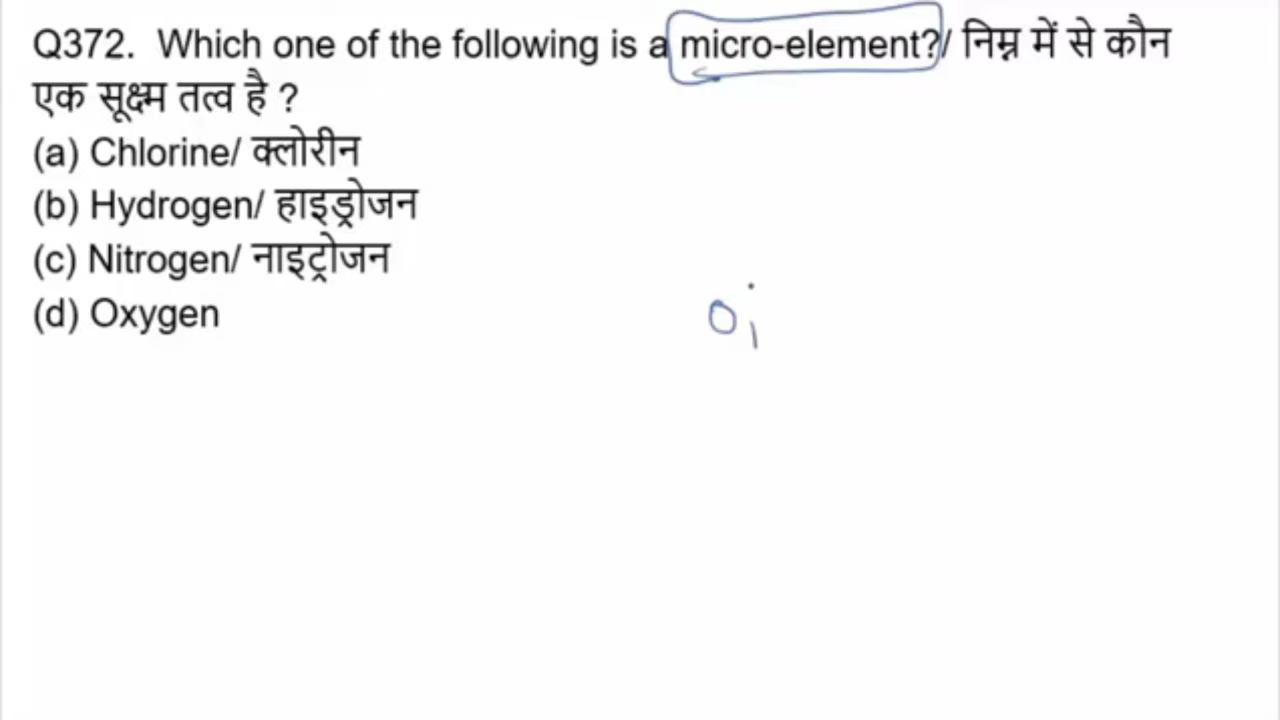 Q372. Which one of the following is a micro-element?/ निम्न में से कौन
एक सूक्ष्म तत्व है ?
(a) Chlorine/ क्लोरीन
(b) Hydrogen/ हाइड्रोजन
(c) Nitrogen/ नाइट्रोजन
(d) Oxygen